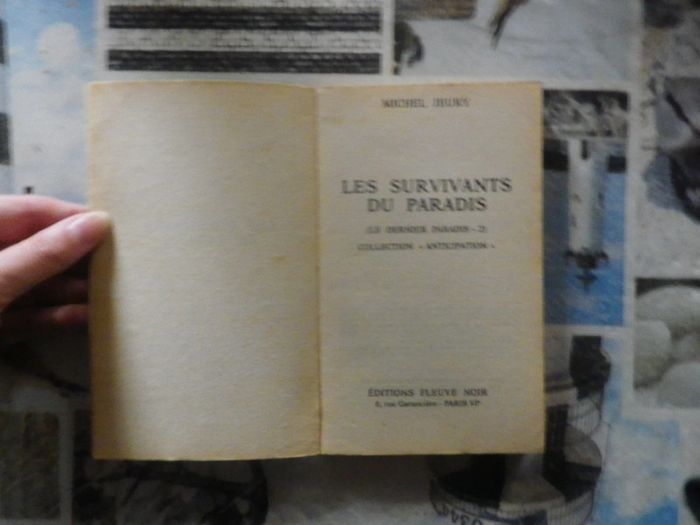 MICHEL JEURY
LES SURVIVANTS
DU PARADIS
(LE DERNIER PARADIS - 2)
COLLECTION « ANTICIPATION »
ÉDITIONS FLEUVE NOIR
6, rue Garancière - PARIS VIᵉ